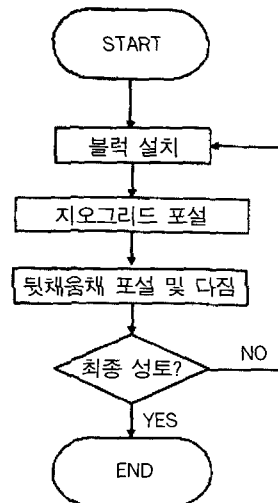 START
불럭 설치
지오그리드 포설
뒷채움채 포설 및 다짐
최종 성토?
NO
YES
END